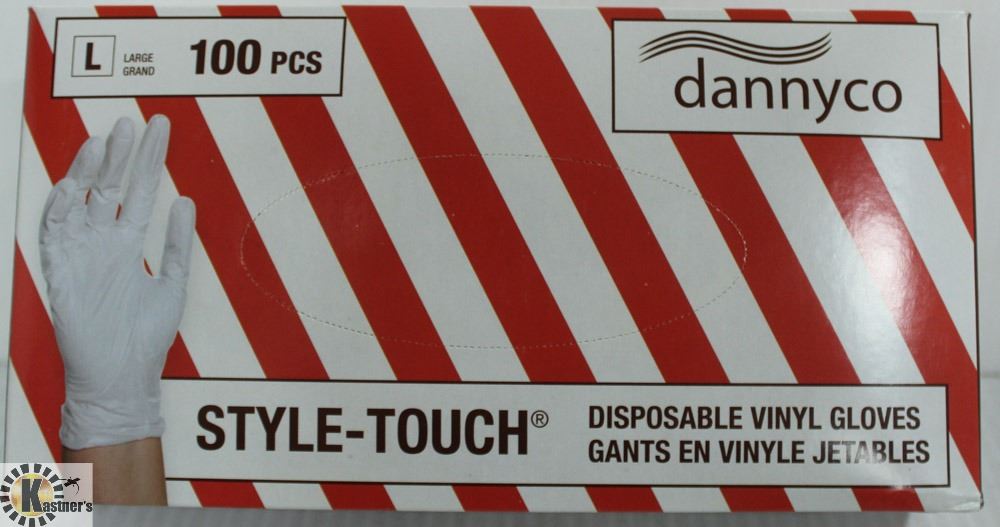 L
LARGE
GRAND
100 PCS
dannyco
STYLE-TOUCH®
DISPOSABLE VINYL GLOVES
GANTS EN VINYLE JETABLES
KASTNER'S